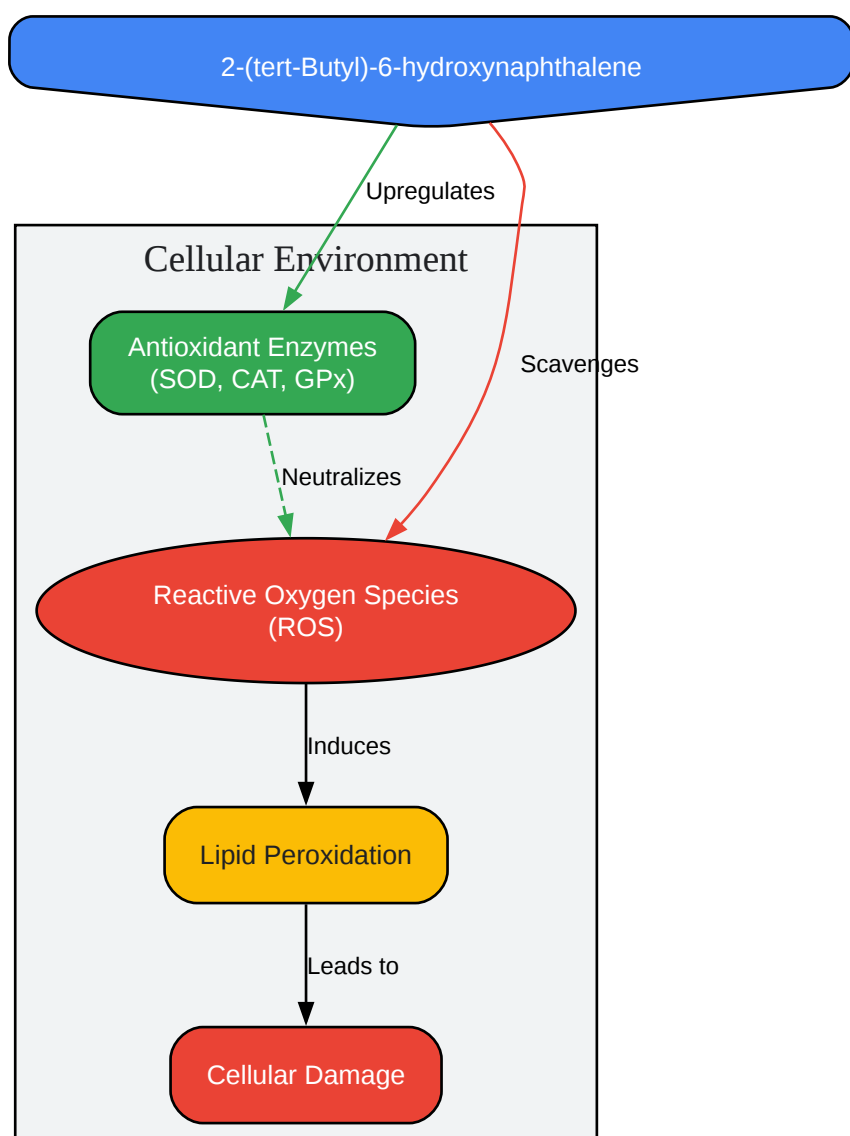 2-(tert-Butyl)-6-hydroxynaphthalene
Upregulates
Cellular Environment
Antioxidant Enzymes
(SOD, CAT, GPx)
Scavenges
Neutralizes
Reactive Oxygen Species
(ROS)
Induces
Lipid Peroxidation
Leads to
Cellular Damage